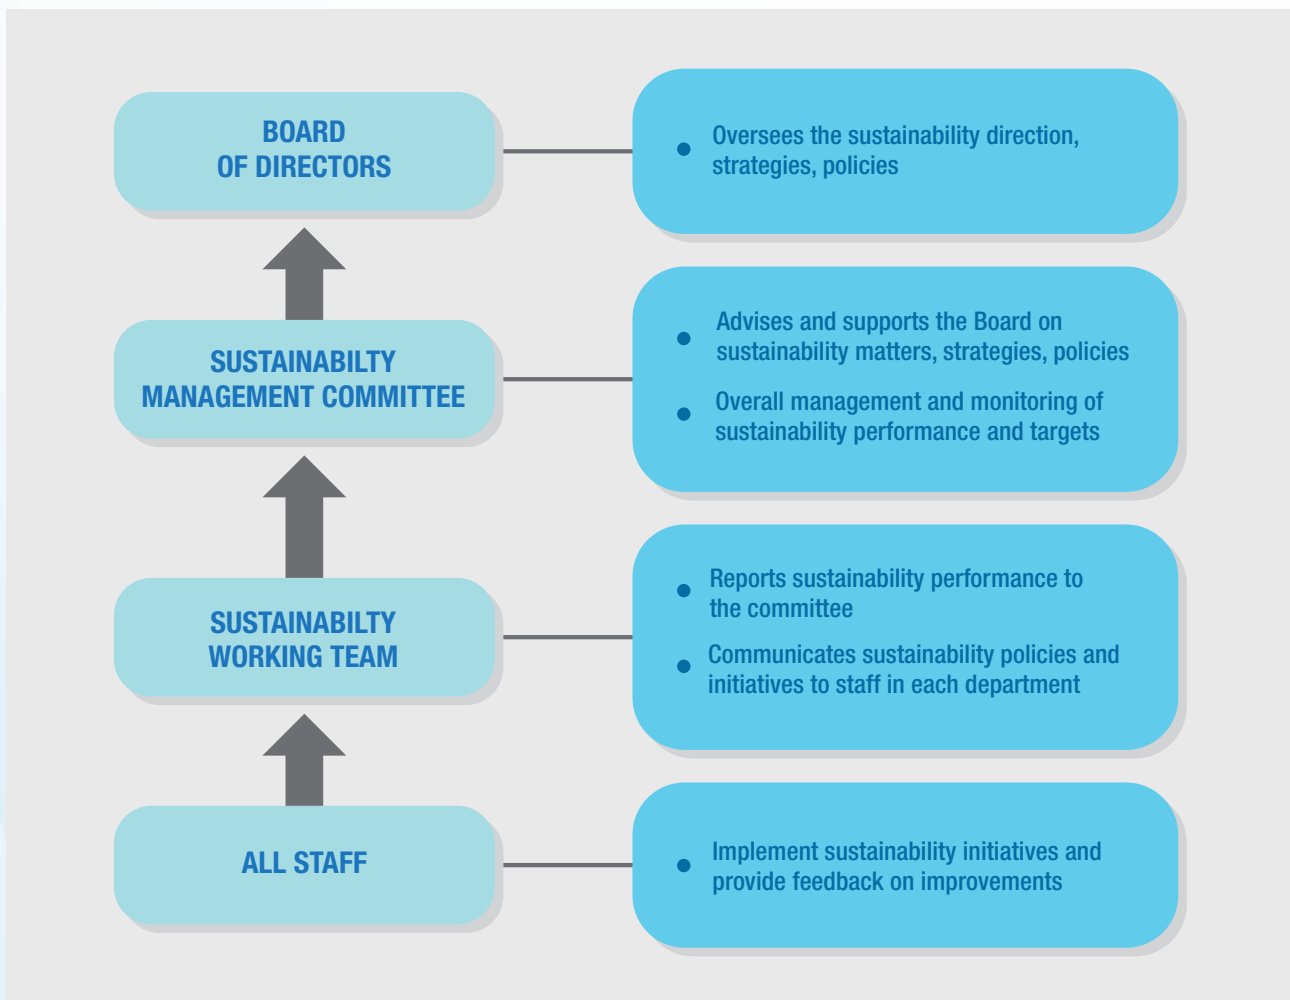 BOARD
OF DIRECTORS
● Oversees the sustainability direction,
strategies, policies
SUSTAINABILTY
MANAGEMENT COMMITTEE
● Advises and supports the Board on
sustainability matters, strategies, policies
● Overall management and monitoring of
sustainability performance and targets
SUSTAINABILTY
WORKING TEAM
● Reports sustainability performance to
the committee
● Communicates sustainability policies and
initiatives to staff in each department
ALL STAFF
● Implement sustainability initiatives and
provide feedback on improvements